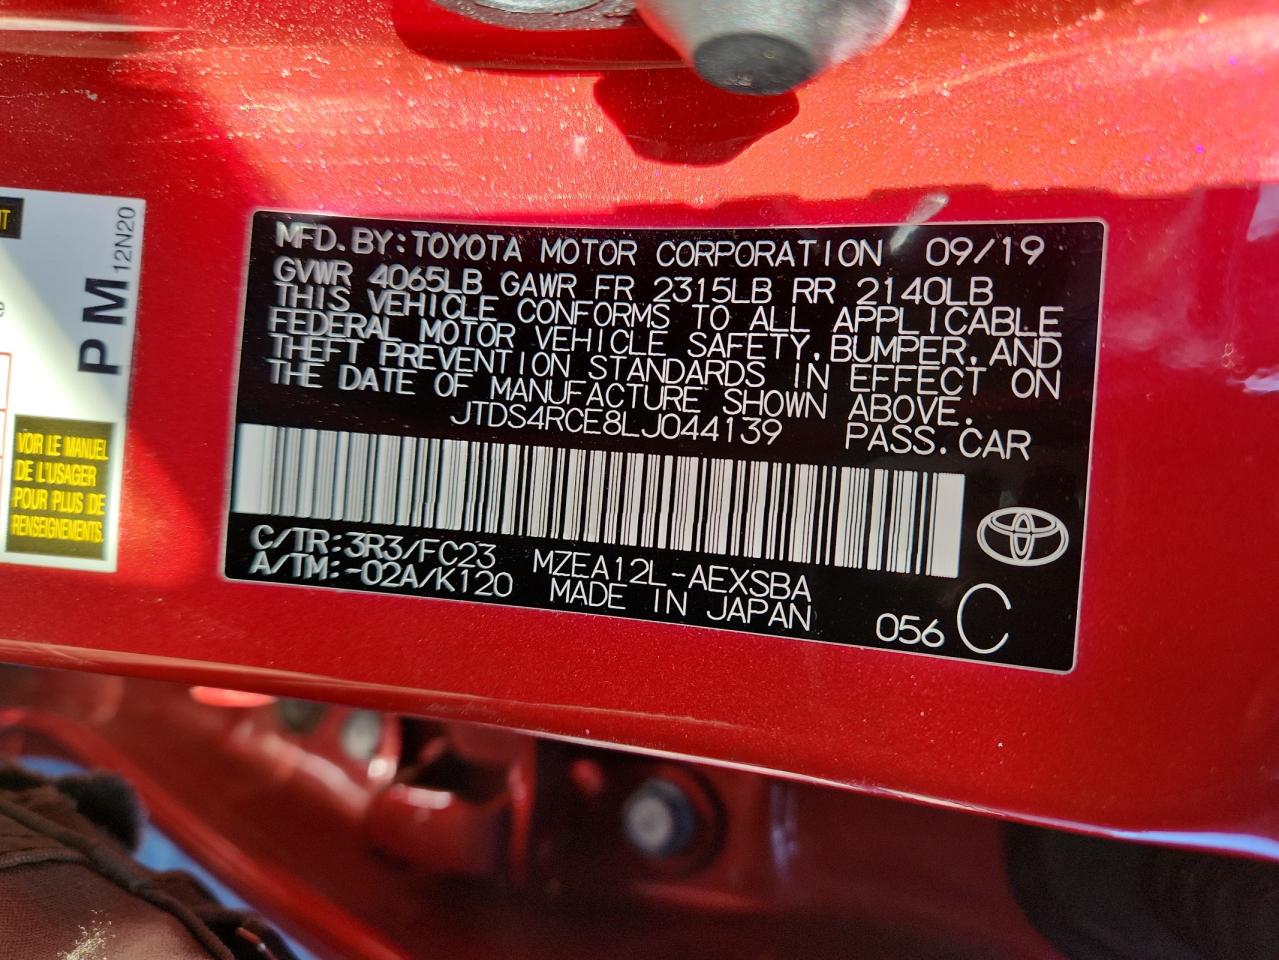 NT
12N20
PM
e
VOIR LE MANUEL
DE L'USAGER
POUR PLUS DE
RENSEIGNEMENTS.
MFD. BY: TOYOTA MOTOR CORPORATION 09/19
GVWR 4065LB GAWR FR 2315LB RR 2140LB
THIS VEHICLE CONFORMS TO ALL APPLICABLE
FEDERAL MOTOR VEHICLE SAFETY, BUMPER, AND
THEFT PREVENTION STANDARDS IN EFFECT ON
THE DATE OF MANUFACTURE SHOWN ABOVE.
JTDS4RCE8LJ044139 PASS. CAR
C/TR: 3R3/FC23 MZEA12L-AEXSBA
A/TM: -02A/K120 MADE IN JAPAN
056 C